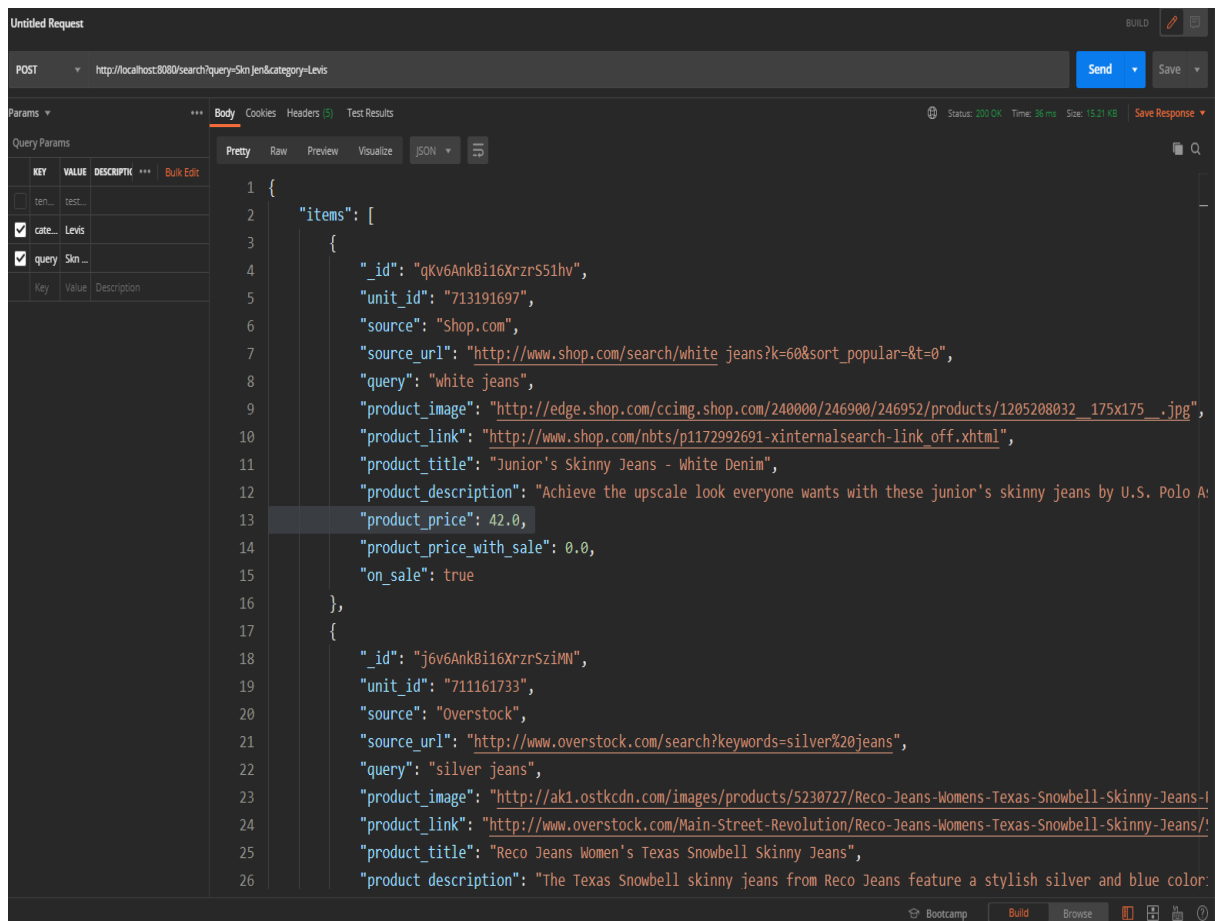 Untitled Request
BUILD
POST http://localhost:8080/search?query=Skn Jen&category=Levis Send Save
Params ••• Body Cookies Headers (5) Test Results Status: 200 OK Time: 36 ms Size: 15.21 KB Save Response
Query Params
Pretty Raw Preview Visualize JSON
KEY VALUE DESCRIPTIC ••• Bulk Edit
ten... test...
cate... Levis
query Skn ...
Key Value Description
1 {
2 "items": [
3 {
4 "_id": "qKv6AnkBi16XrzrS51hv",
5 "unit_id": "713191697",
6 "source": "Shop.com",
7 "source_url": "http://www.shop.com/search/white jeans?k=60&sort_popular=&t=0",
8 "query": "white jeans",
9 "product_image": "http://edge.shop.com/ccimg.shop.com/240000/246900/246952/products/1205208032__175x175__.jpg",
10 "product_link": "http://www.shop.com/nbts/p1172992691-xinternalsearch-link_off.xhtml",
11 "product_title": "Junior's Skinny Jeans - White Denim",
12 "product_description": "Achieve the upscale look everyone wants with these junior's skinny jeans by U.S. Polo As
13 "product_price": 42.0,
14 "product_price_with_sale": 0.0,
15 "on_sale": true
16 },
17 {
18 "_id": "j6v6AnkBi16XrzrSziMN",
19 "unit_id": "711161733",
20 "source": "Overstock",
21 "source_url": "http://www.overstock.com/search?keywords=silver%20jeans",
22 "query": "silver jeans",
23 "product_image": "http://ak1.ostkcdn.com/images/products/5230727/Reco-Jeans-Womens-Texas-Snowbell-Skinny-Jeans-
24 "product_link": "http://www.overstock.com/Main-Street-Revolution/Reco-Jeans-Womens-Texas-Snowbell-Skinny-Jeans/
25 "product_title": "Reco Jeans Women's Texas Snowbell Skinny Jeans",
26 "product_description": "The Texas Snowbell skinny jeans from Reco Jeans feature a stylish silver and blue color
Bootcamp Build Browse